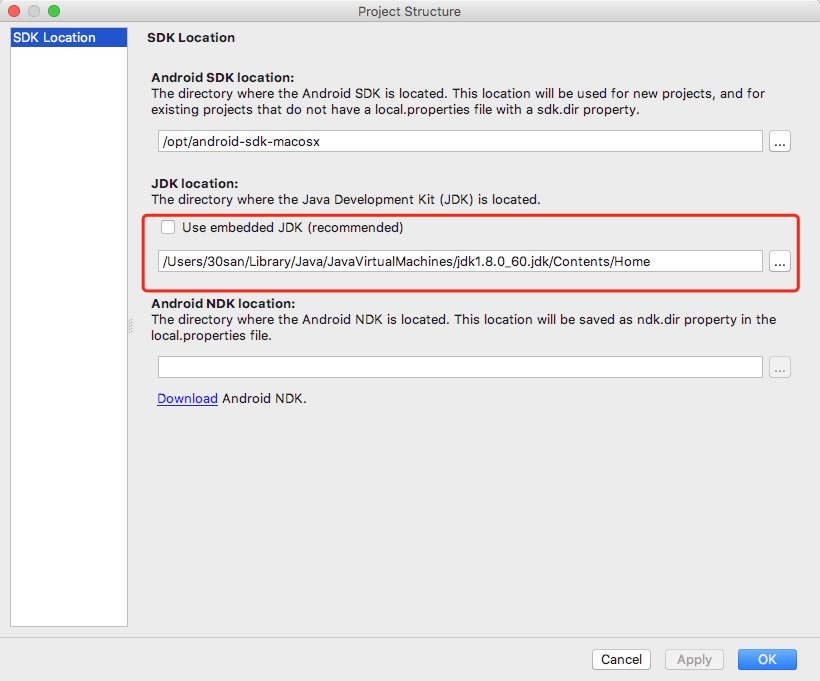 Project Structure
SDK Location
SDK Location
Android SDK location:
The directory where the Android SDK is located. This location will be used for new projects, and for
existing projects that do not have a local.properties file with a sdk.dir property.
/opt/android-sdk-macosx
...
JDK location:
The directory where the Java Development Kit (JDK) is located.
Use embedded JDK (recommended)
/Users/30san/Library/Java/JavaVirtualMachines/jdk1.8.0_60.jdk/Contents/Home
...
Android NDK location:
The directory where the Android NDK is located. This location will be saved as ndk.dir property in the
local.properties file.
...
Download Android NDK.
Cancel
Apply
OK